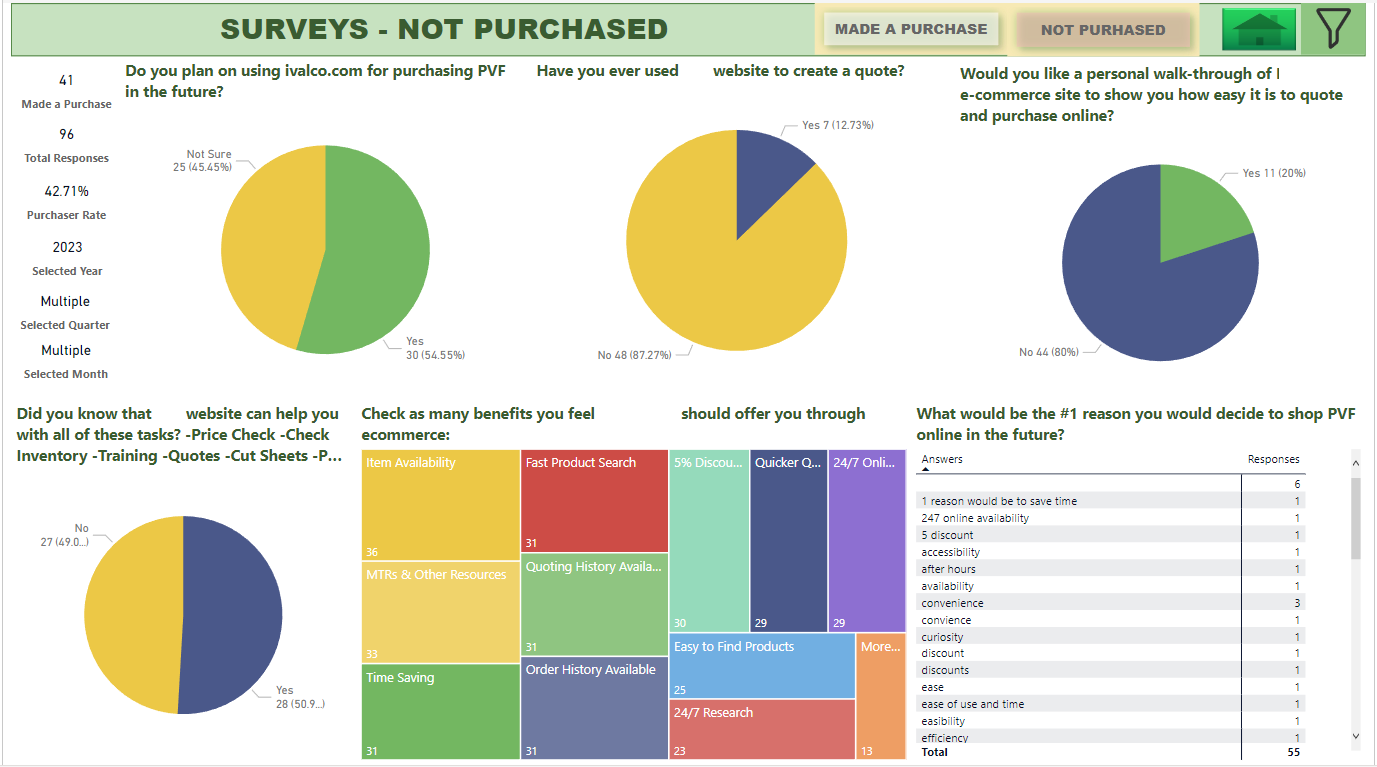 SURVEYS - NOT PURCHASED
MADE A PURCHASE
NOT PURHASED
41
Made a Purchase
96
Total Responses
42.71%
Purchaser Rate
2023
Selected Year
Multiple
Selected Quarter
Multiple
Selected Month
Do you plan on using ivalco.com for purchasing PVF
in the future?
Not Sure
25 (45.45%)
Yes
30 (54.55%)
Have you ever used website to create a quote?
Yes 7 (12.73%)
No 48 (87.27%)
Would you like a personal walk-through of
e-commerce site to show you how easy it is to quote
and purchase online?
Yes 11 (20%)
No 44 (80%)
Did you know that website can help you
with all of these tasks? -Price Check -Check
Inventory -Training -Quotes -Cut Sheets -P...
No
27 (49.0...)
Yes
28 (50.9...)
Check as many benefits you feel should offer you through
ecommerce:
Item Availability
36
MTRs & Other Resources
33
Time Saving
31
Fast Product Search
31
Quoting History Availa...
31
Order History Available
31
5% Discou...
30
Quicker Q...
29
24/7 Onli...
29
Easy to Find Products
25
24/7 Research
23
More...
13
What would be the #1 reason you would decide to shop PVF
online in the future?
Answers Responses
6
1 reason would be to save time 1
247 online availability 1
5 discount 1
accessibility 1
after hours 1
availability 1
convenience 3
convience 1
curiosity 1
discount 1
discounts 1
ease 1
ease of use and time 1
easibility 1
efficiency 1
Total 55